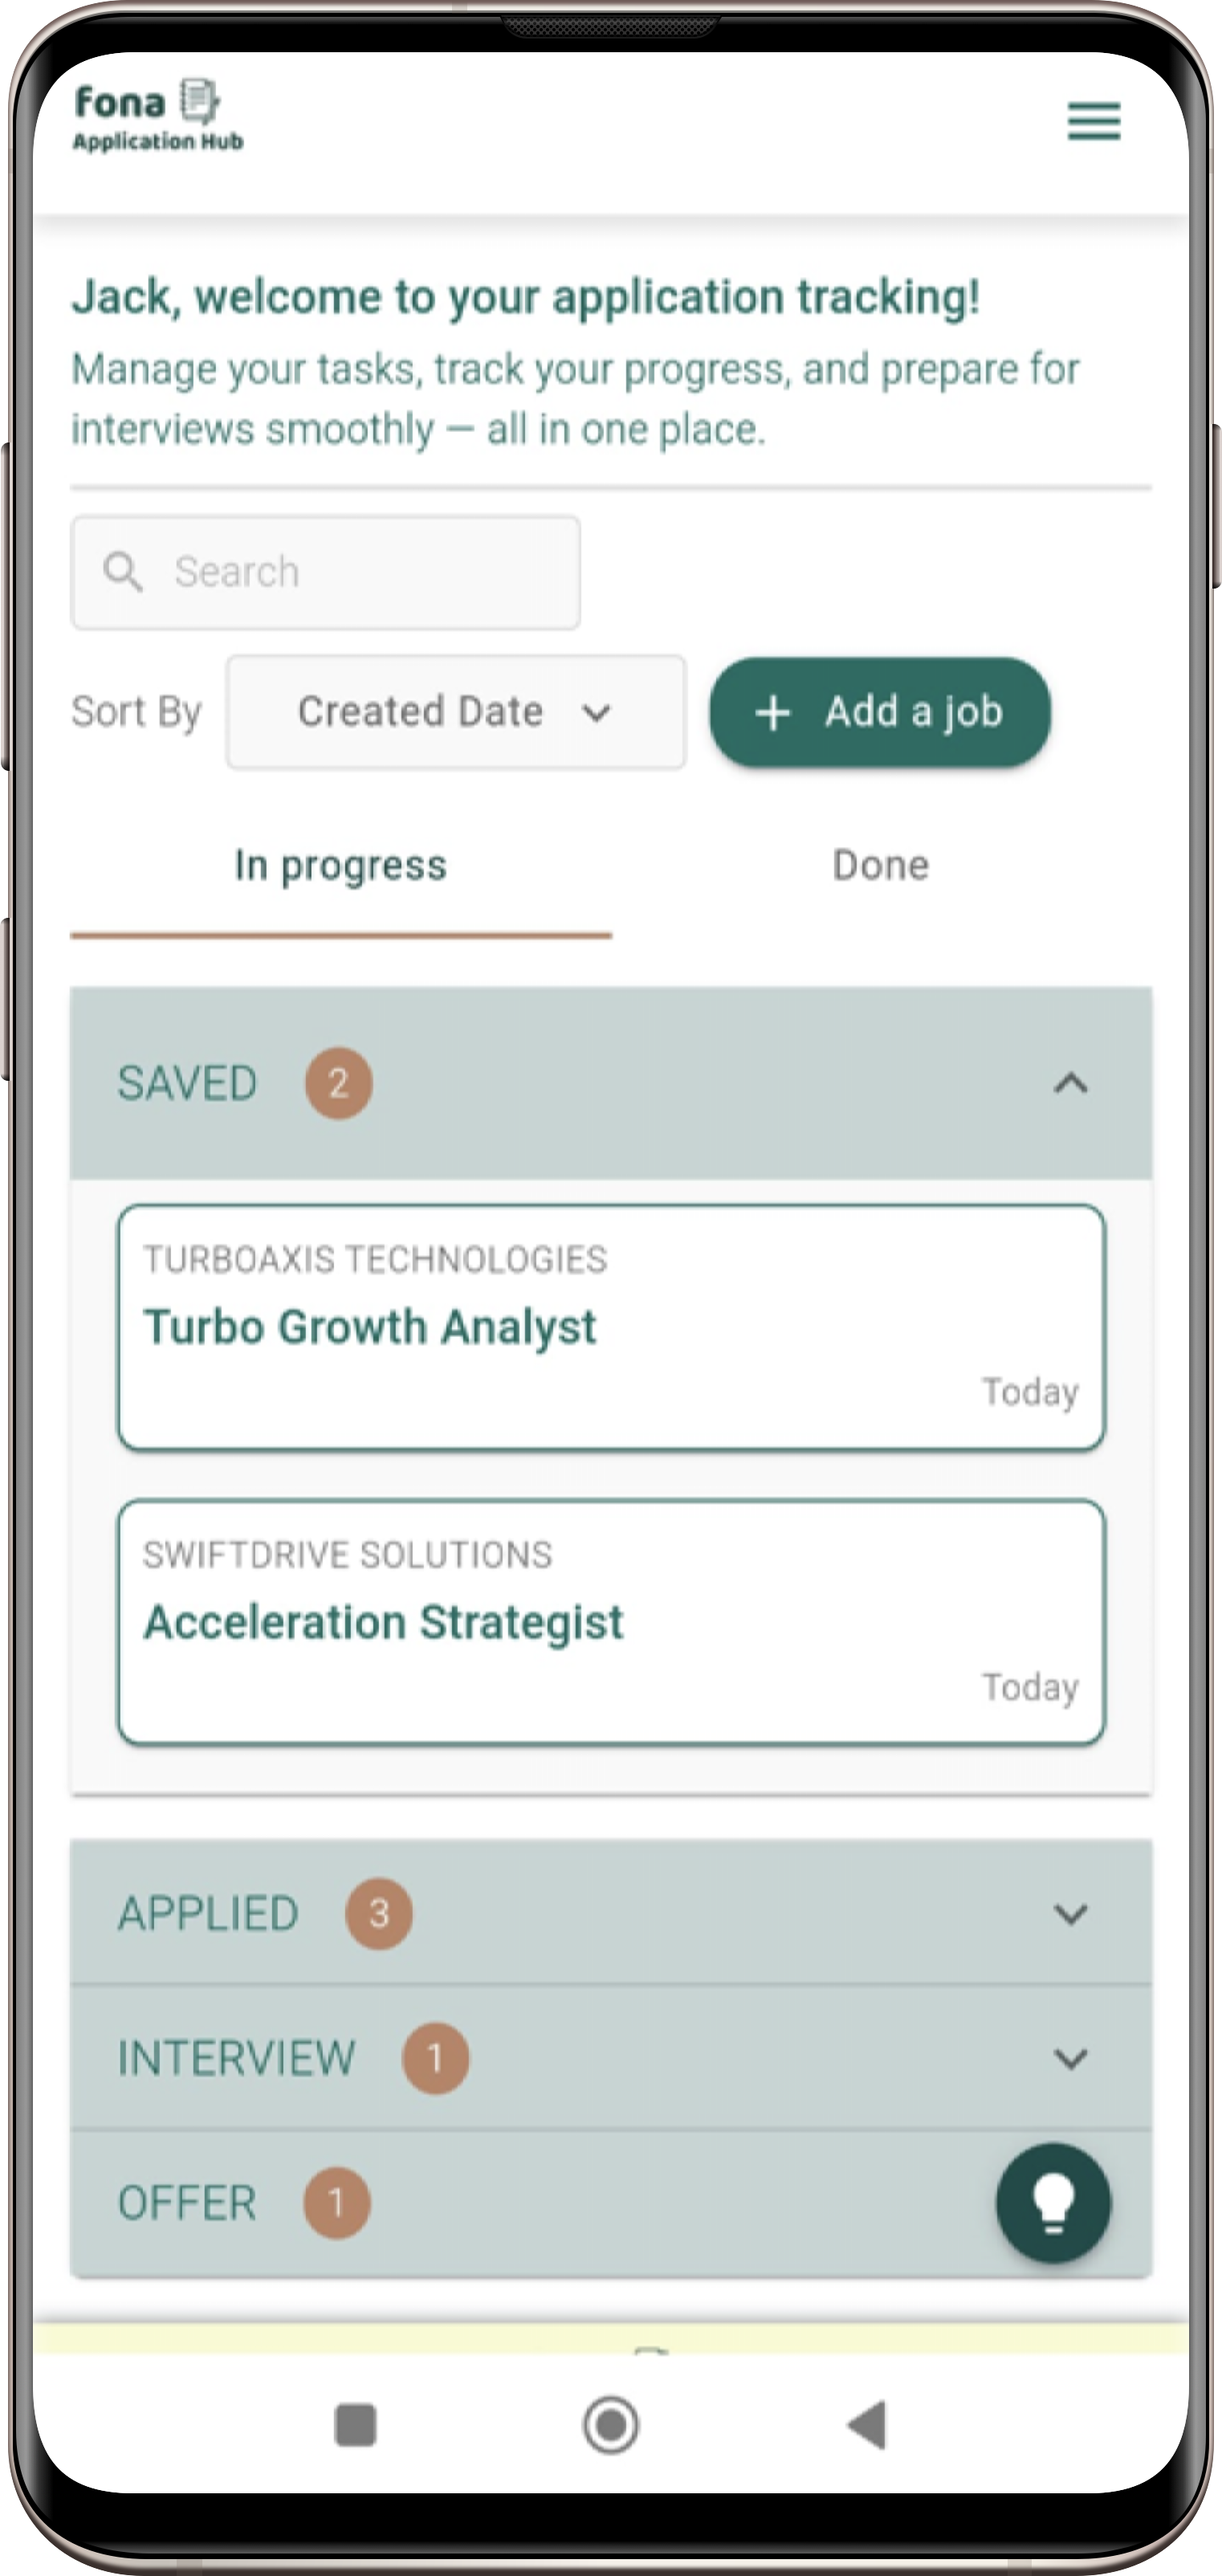 fona
Application Hub
Jack, welcome to your application tracking!
Manage your tasks, track your progress, and prepare for
interviews smoothly — all in one place.
Search
Sort By
Created Date
+ Add a job
In progress
Done
SAVED 2
TURBOAXIS TECHNOLOGIES
Turbo Growth Analyst
Today
SWIFTDRIVE SOLUTIONS
Acceleration Strategist
Today
APPLIED 3
INTERVIEW 1
OFFER 1